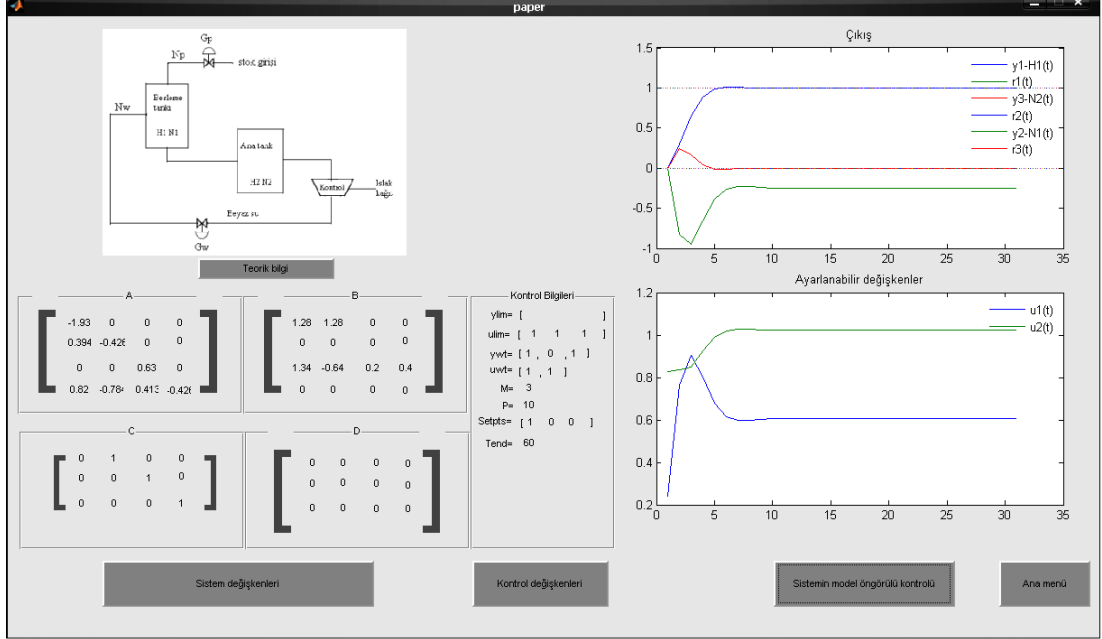 paper
Gp
Np
stok girişi
Nw
Besleme
tankı
H1 N1
Ana tank
H2 N2
Kontrol
Islak
kağıt
Beyaz su
Gw
Teorik bilgi
A
-1.93 0 0 0
0.394 -0.426 0 0
0 0 0.63 0
0.82 -0.784 0.413 -0.426
B
1.28 1.28 0 0
0 0 0 0
1.34 -0.64 0.2 0.4
0 0 0 0
C
0 1 0 0
0 0 1 0
0 0 0 1
D
0 0 0 0
0 0 0 0
0 0 0 0
Kontrol Bilgileri
ylim= [ ]
ulim= [ 1 1 1 ]
ywt= [ 1 , 0 , 1 ]
uwt= [ 1 , 1 ]
M= 3
P= 10
Setpts= [ 1 0 0 ]
Tend= 60
Çıkış
1.5
1
0.5
0
-0.5
-1
0 5 10 15 20 25 30 35
y1-H1(t)
r1(t)
y3-N2(t)
r2(t)
y2-N1(t)
r3(t)
Ayarlanabilir değişkenler
1.2
1
0.8
0.6
0.4
0.2
0 5 10 15 20 25 30 35
u1(t)
u2(t)
Sistem değişkenleri
Kontrol değişkenleri
Sistemin model öngörülü kontrolü
Ana menü